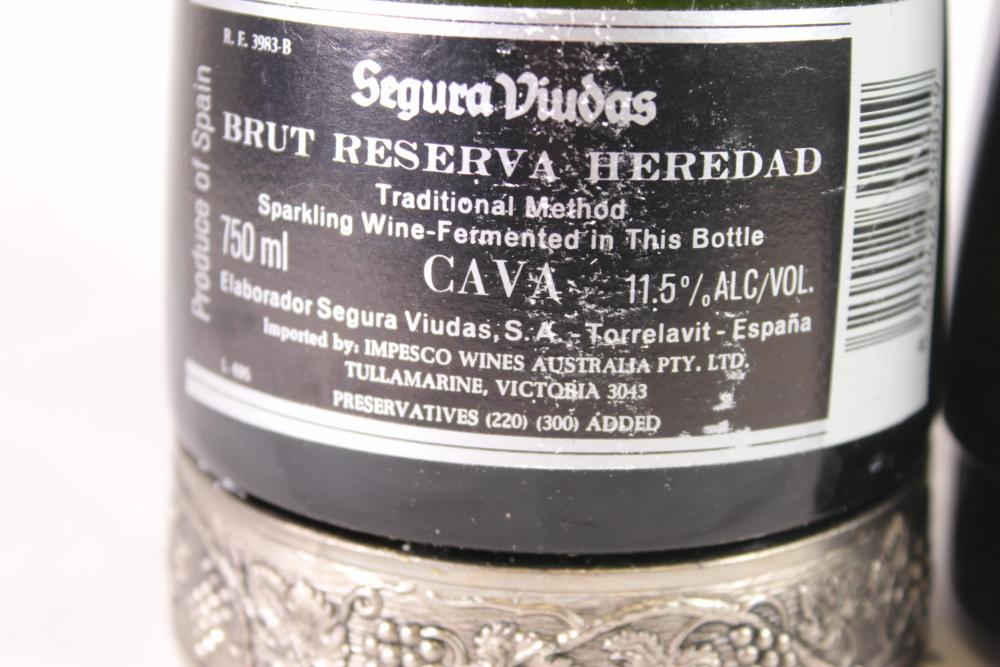 R. E. 3983-B
Produce of Spain
Segura Viudas
BRUT RESERVA HEREDAD
Traditional Method
Sparkling Wine-Fermented in This Bottle
750 ml
CAVA
11.5% ALC/VOL.
Elaborador Segura Viudas, S.A. - Torrelavit - España
Imported by: IMPESCO WINES AUSTRALIA PTY. LTD.
TULLAMARINE, VICTORIA 3043
PRESERVATIVES (220) (300) ADDED